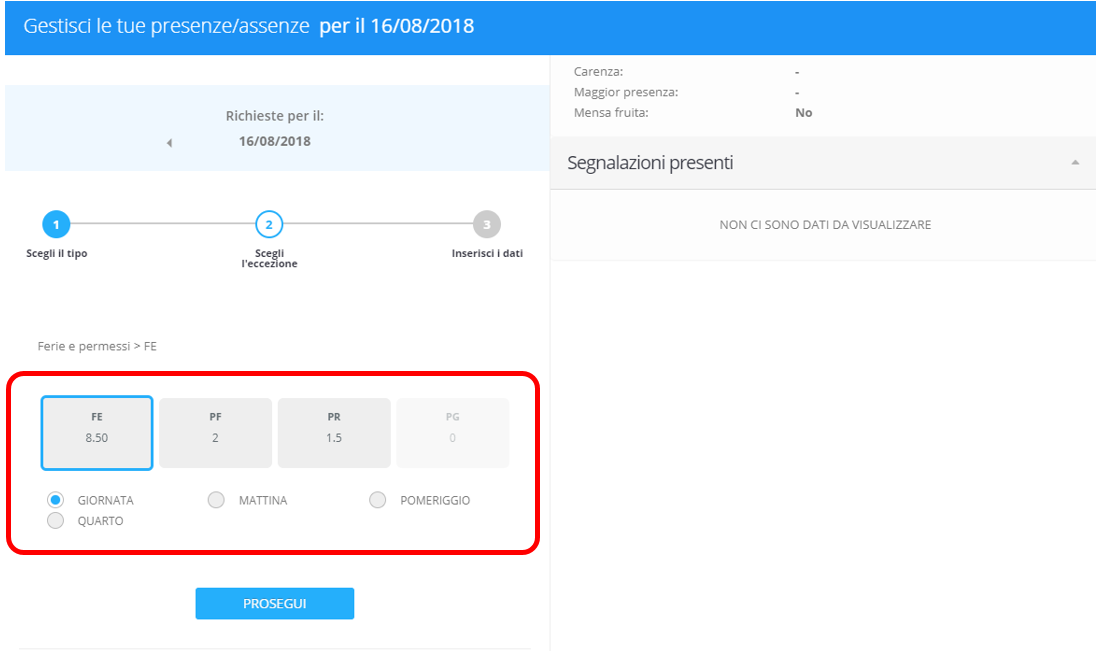 Gestisci le tue presenze/assenze per il 16/08/2018
Richieste per il:
16/08/2018
1
2
3
Scegli il tipo
Scegli
l'eccezione
Inserisci i dati
Ferie e permessi > FE
FE
8.50
PF
2
PR
1.5
PG
0
GIORNATA
MATTINA
POMERIGGIO
QUARTO
PROSEGUI
Carenza: -
Maggior presenza: -
Mensa fruita: No
Segnalazioni presenti
NON CI SONO DATI DA VISUALIZZARE